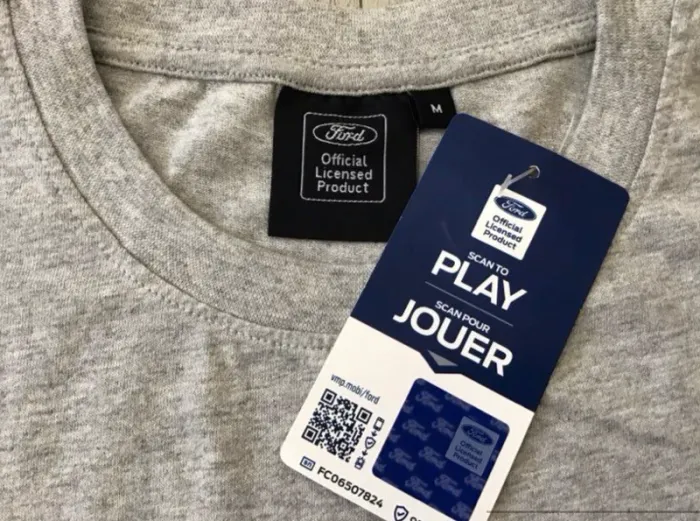 Ford
Official
Licensed
Product
M
Ford
Official
Licensed
Product
SCAN TO
PLAY
SCAN POUR
JOUER
vmp.mobi/ford
Ford
Official
Licensed
Product
FC06507824